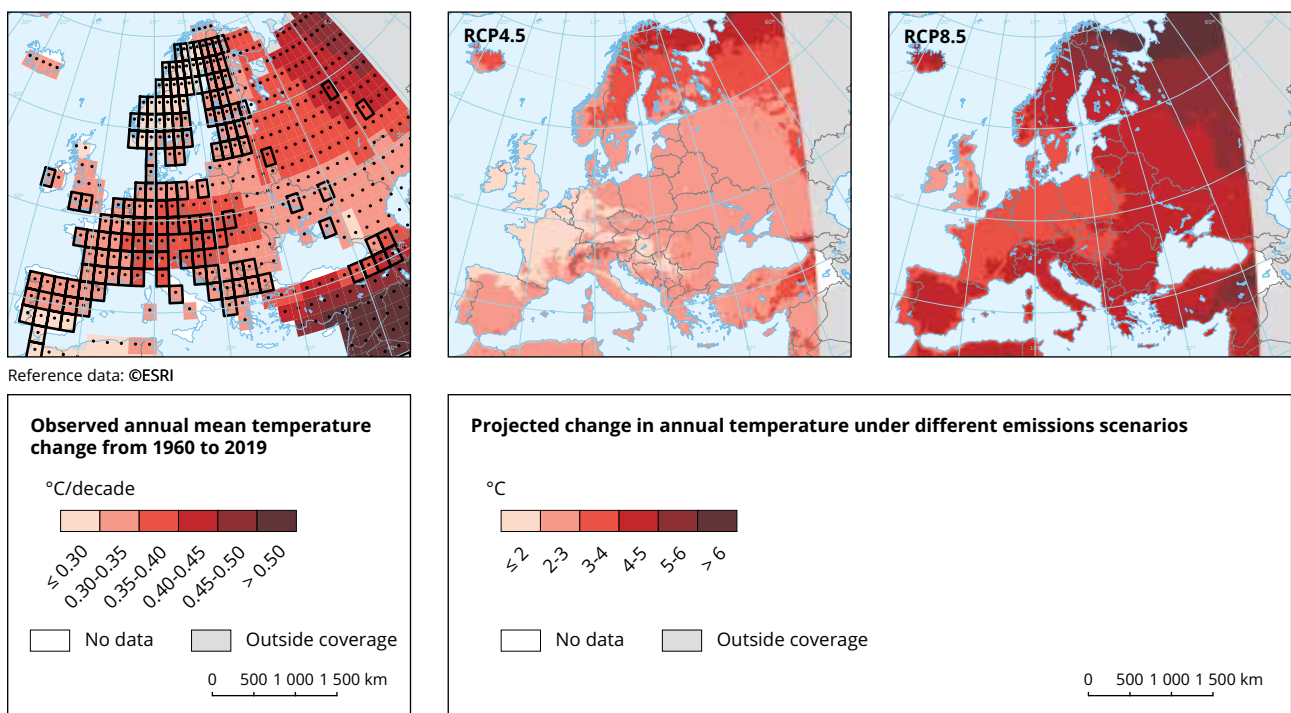 RCP4.5
RCP8.5
Reference data: ©ESRI
Observed annual mean temperature
change from 1960 to 2019
°C/decade
≤ 0.30
0.30-0.35
0.35-0.40
0.40-0.45
0.45-0.50
> 0.50
No data
Outside coverage
0 500 1 000 1 500 km
Projected change in annual temperature under different emissions scenarios
°C
≤ 2
2-3
3-4
4-5
5-6
> 6
No data
Outside coverage
0 500 1 000 1 500 km